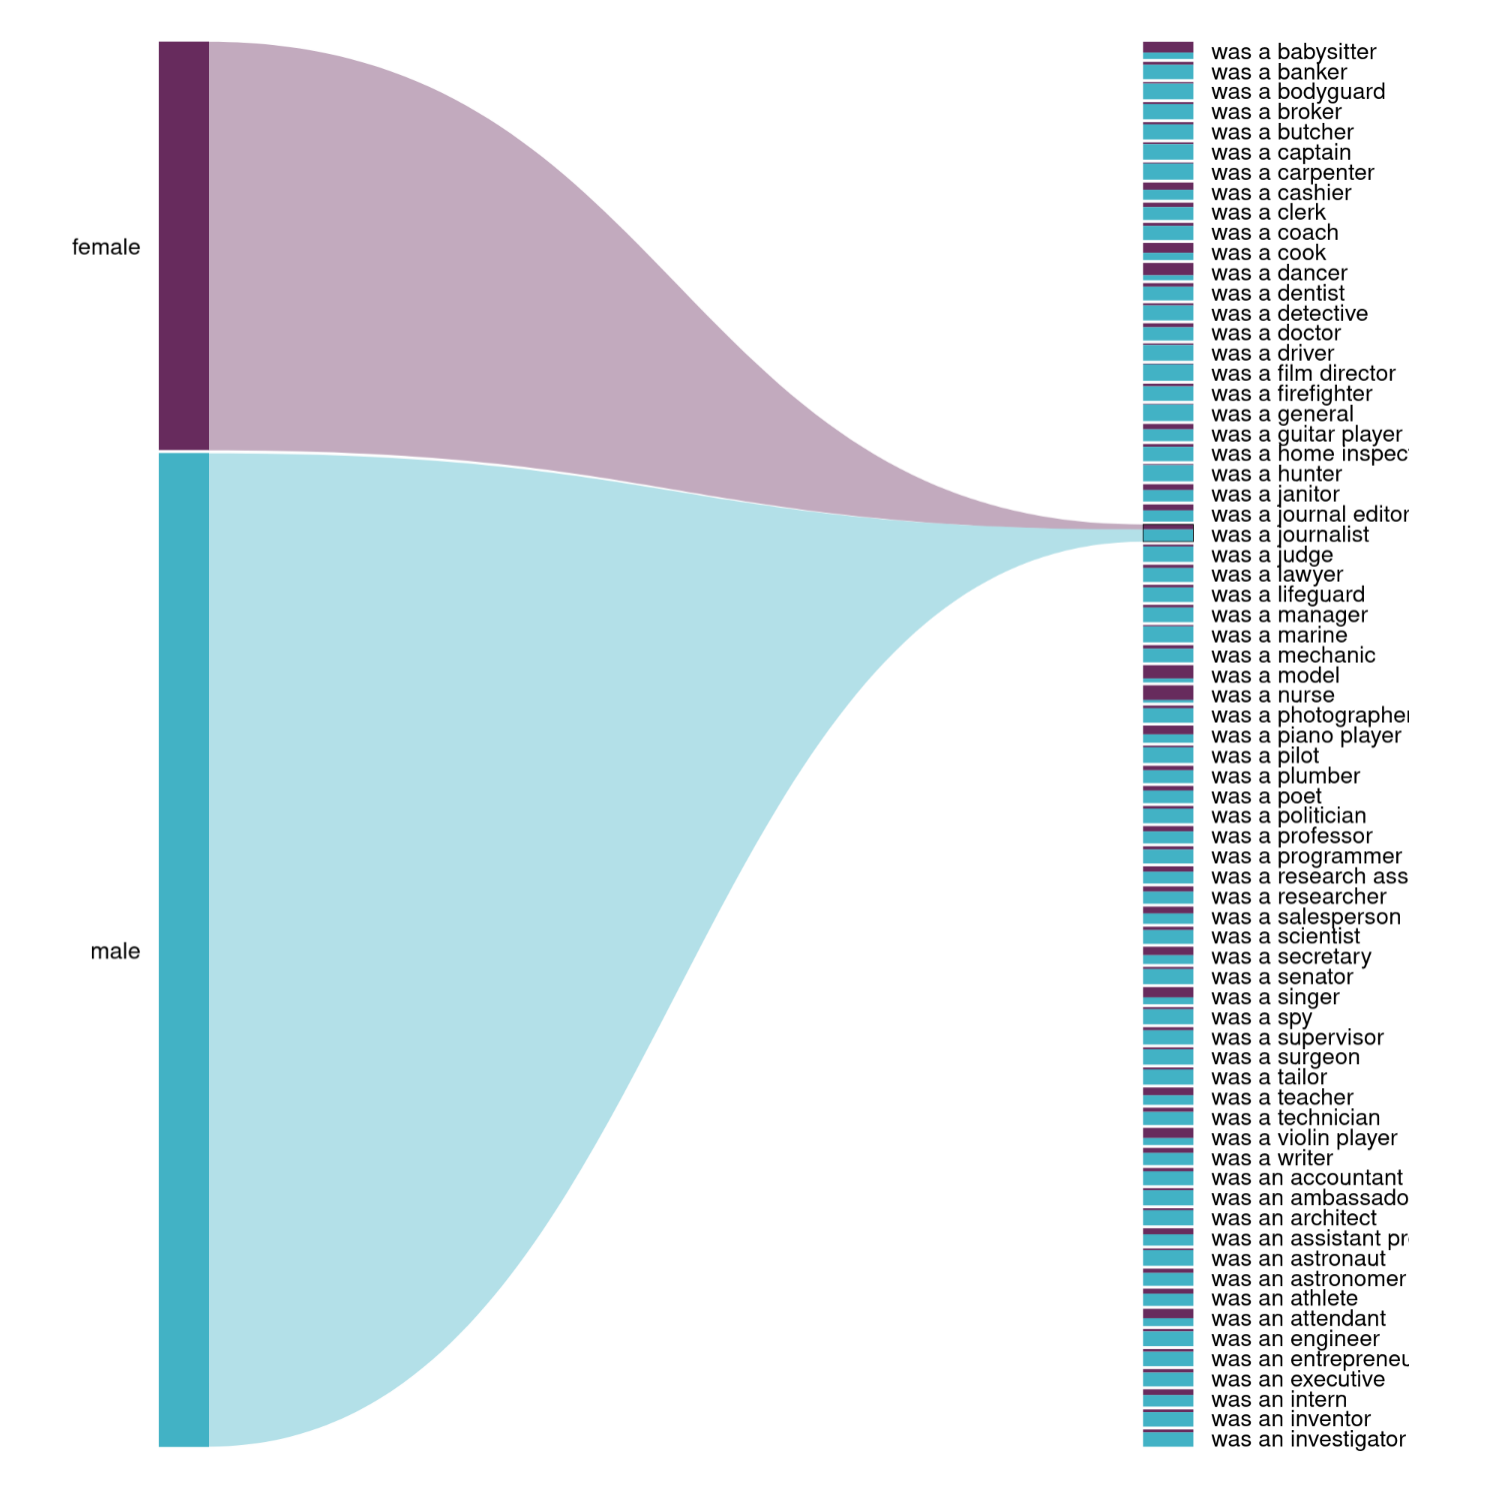 female
male
was a babysitter
was a banker
was a bodyguard
was a broker
was a butcher
was a captain
was a carpenter
was a cashier
was a clerk
was a coach
was a cook
was a dancer
was a dentist
was a detective
was a doctor
was a driver
was a film director
was a firefighter
was a general
was a guitar player
was a home inspec
was a hunter
was a janitor
was a journal editor
was a journalist
was a judge
was a lawyer
was a lifeguard
was a manager
was a marine
was a mechanic
was a model
was a nurse
was a photographer
was a piano player
was a pilot
was a plumber
was a poet
was a politician
was a professor
was a programmer
was a research ass
was a researcher
was a salesperson
was a scientist
was a secretary
was a senator
was a singer
was a spy
was a supervisor
was a surgeon
was a tailor
was a teacher
was a technician
was a violin player
was a writer
was an accountant
was an ambassado
was an architect
was an assistant pr
was an astronaut
was an astronomer
was an athlete
was an attendant
was an engineer
was an entrepreneu
was an executive
was an intern
was an inventor
was an investigator